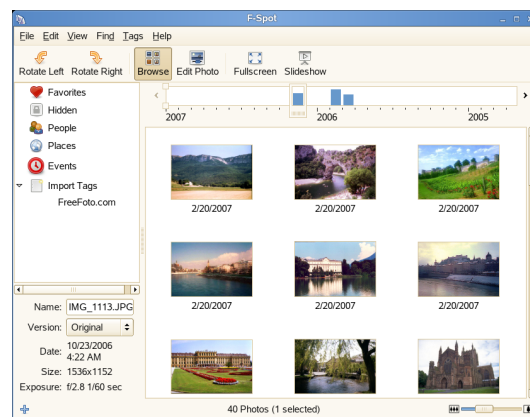 F-Spot
File Edit View Find Tags Help
Rotate Left Rotate Right Browse Edit Photo Fullscreen Slideshow
Favorites
Hidden
People
Places
Events
Import Tags
FreeFoto.com
2007 2006 2005
2/20/2007 2/20/2007 2/20/2007
2/20/2007 2/20/2007 2/20/2007
Name: IMG_1113.JPG
Version: Original
Date: 10/23/2006
4:22 AM
Size: 1536x1152
Exposure: f/2.8 1/60 sec
40 Photos (1 selected)